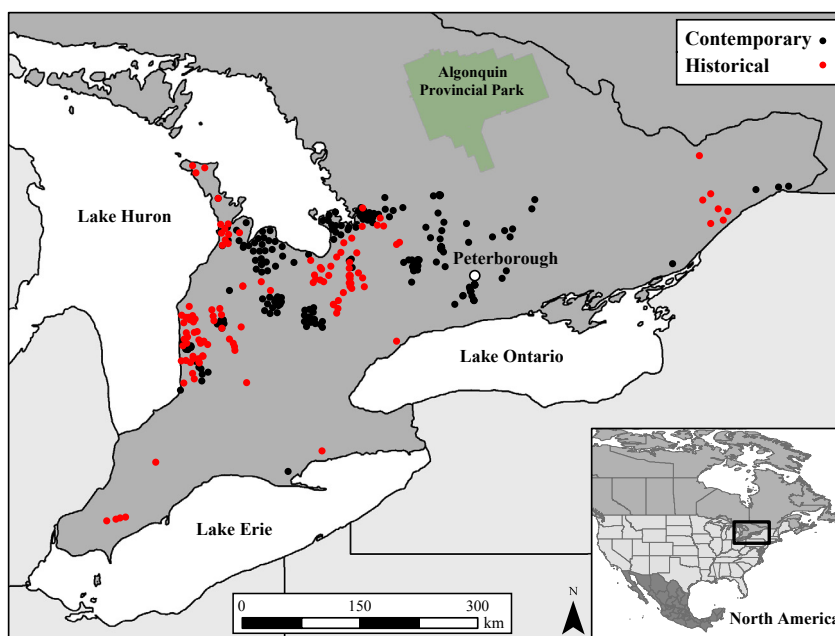 Contemporary
Historical
Algonquin
Provincial Park
Lake Huron
Peterborough
Lake Ontario
Lake Erie
N
0 150 300
km
North America